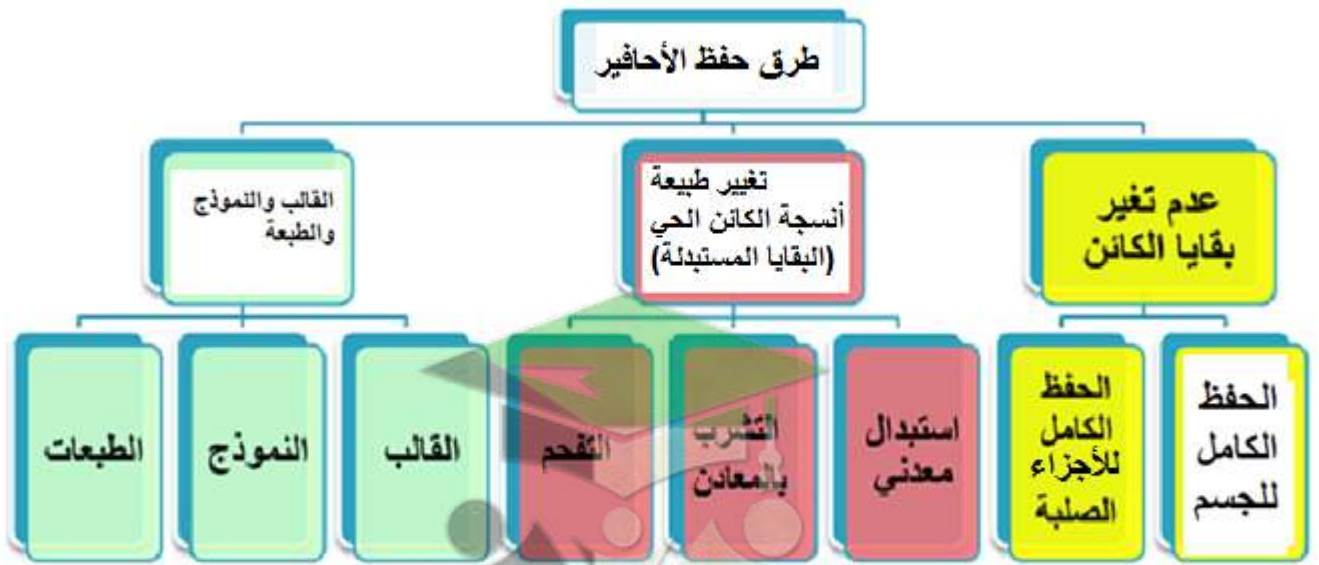 طرق حفظ الأحافير
عدم تغير
بقايا الكائن
تغيير طبيعة
أنسجة الكائن الحي
(البقايا المستبدلة)
القالب والنموذج
والطبعة
الحفظ
الكامل
للجسم
الحفظ
الكامل
للأجزاء
الصلبة
استبدال
معدني
التشرب
بالمعادن
التفحم
القالب
النموذج
الطبعات